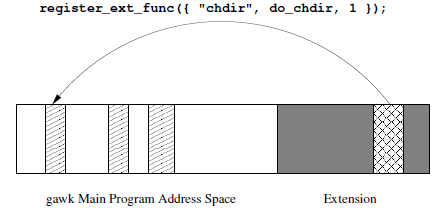 register_ext_func({ "chdir", do_chdir, 1 });
gawk Main Program Address Space Extension